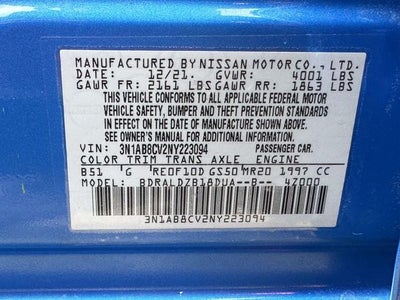 MANUFACTURED BY NISSAN MOTOR CO., LTD.
DATE: 12/21. GVWR: 4001 LBS
GAWR FR: 2161 LBS GAWR RR: 1863 LBS
THIS VEHICLE CONFORMS TO ALL APPLICABLE FEDERAL MOTOR
VEHICLE SAFETY, BUMPER AND THEFT PREVENTION STANDARDS
IN EFFECT ON THE DATE OF MANUFACTURE SHOWN ABOVE.
SEE OWNER'S MANUAL FOR ADDITIONAL INFORMATION
VIN: 3N1AB8CV2NY223094 PASSENGER CAR.
COLOR TRIM TRANS AXLE ENGINE
B51 G RE0F10D GS50 MR20 1997 CC
MODEL: BDRALDZB18DUA--B-- 4Z000
3N1AB8CV2NY223094